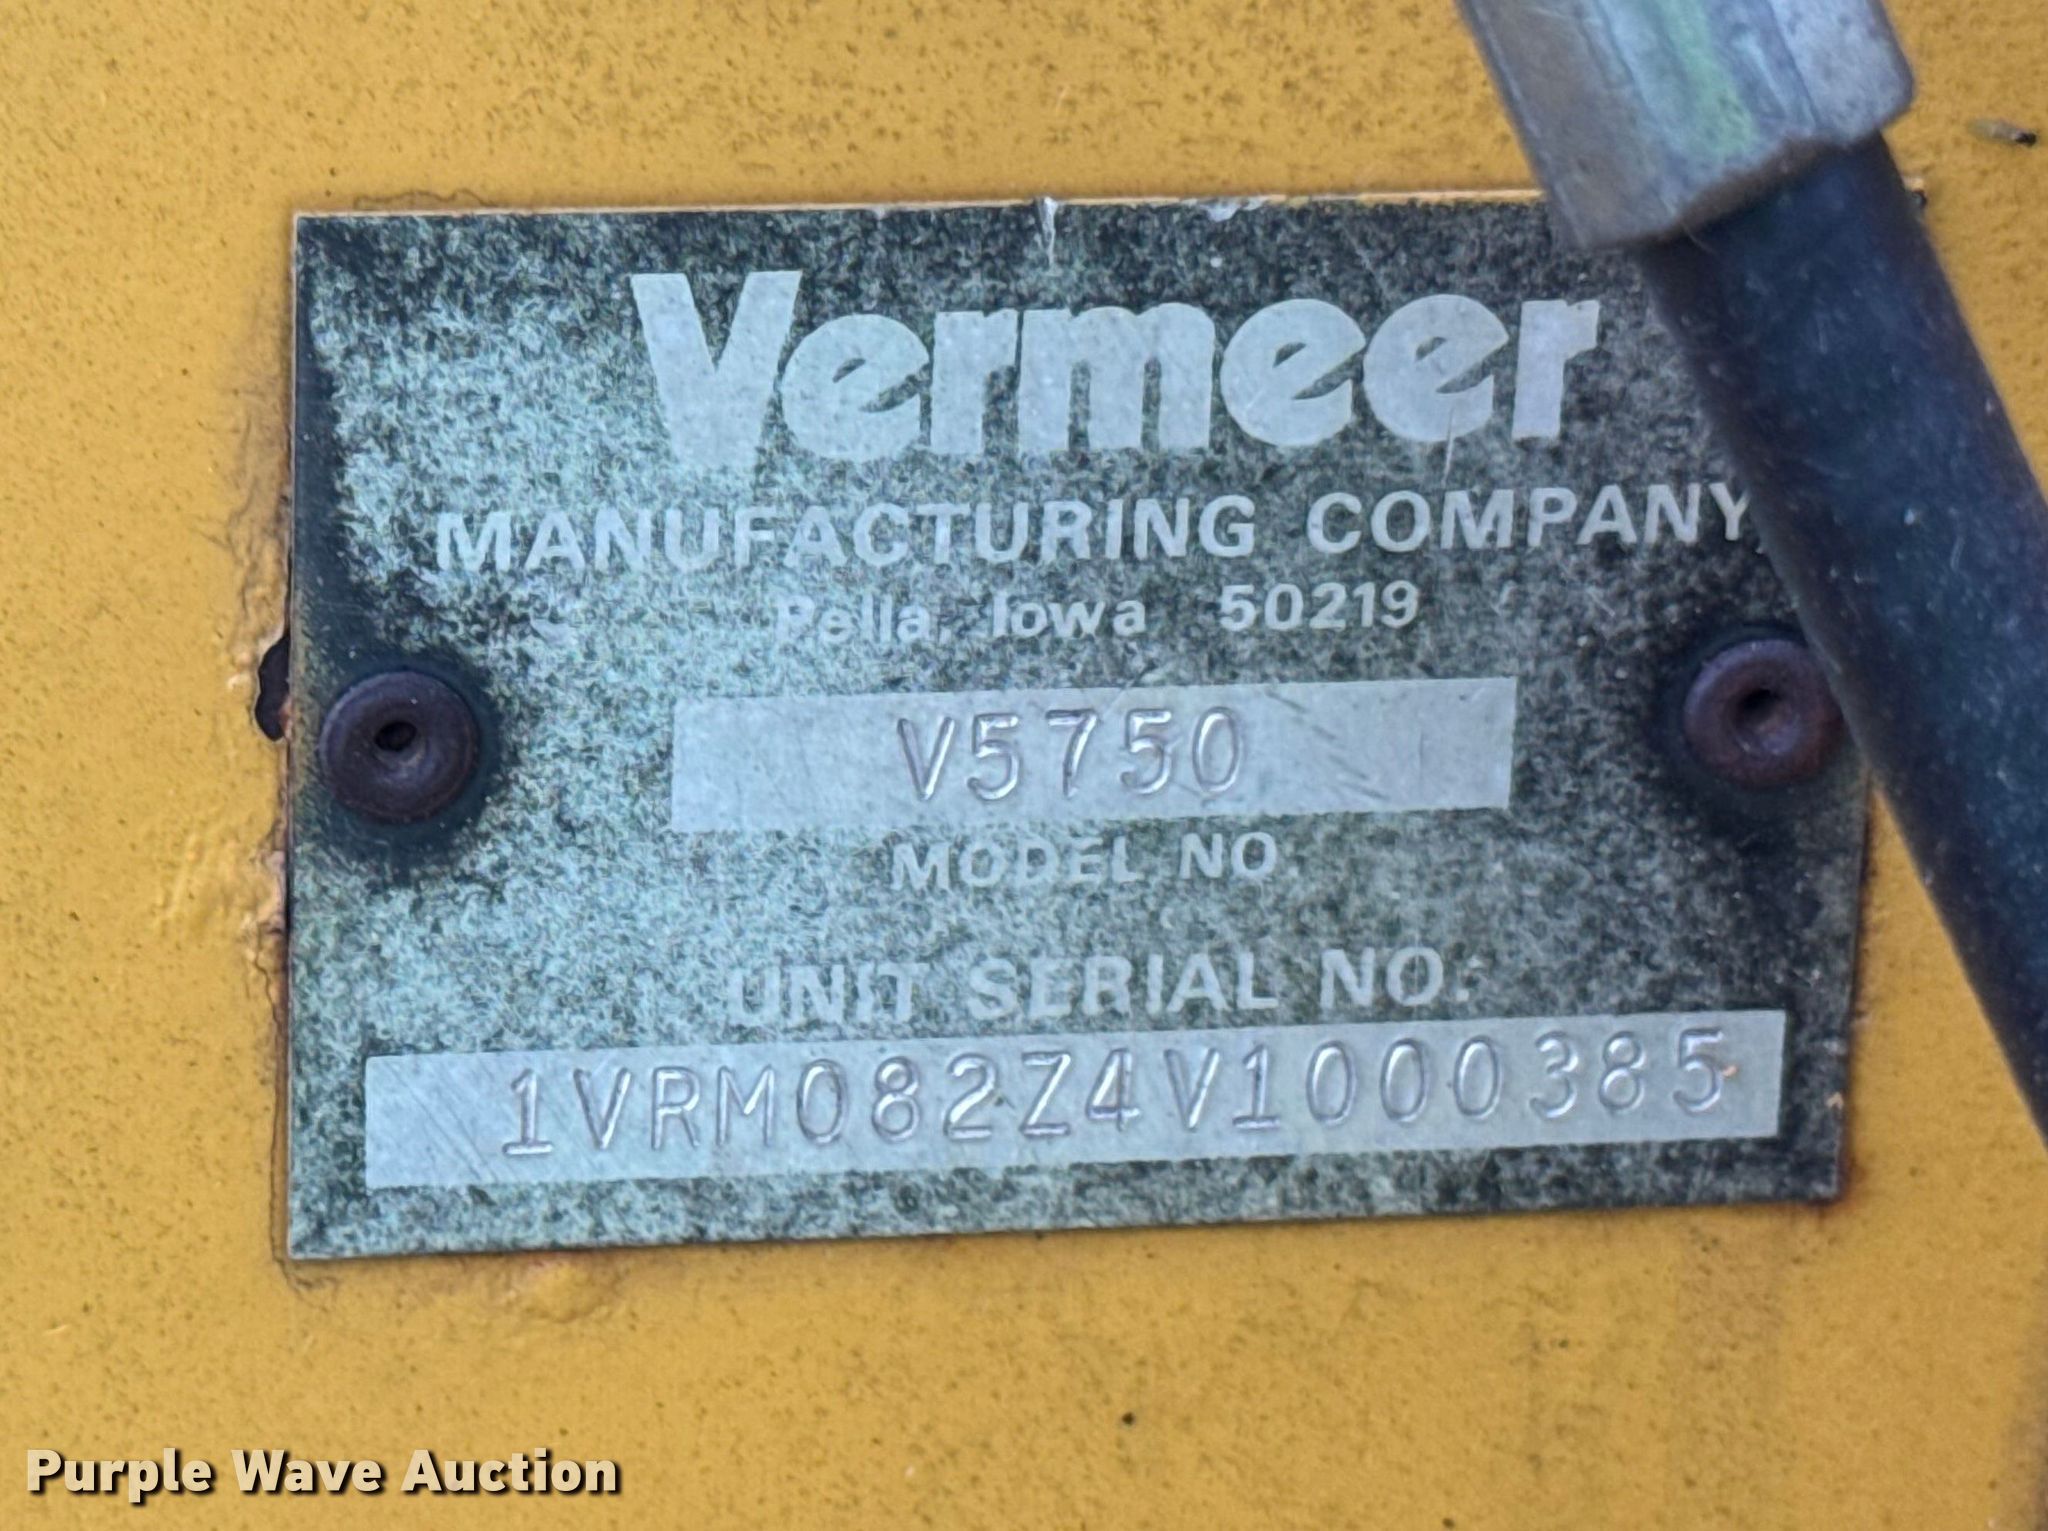 Vermeer
MANUFACTURING COMPANY
Pella, Iowa 50219
V5750
MODEL NO.
UNIT SERIAL NO.
1VRM082Z4V1000385
Purple Wave Auction